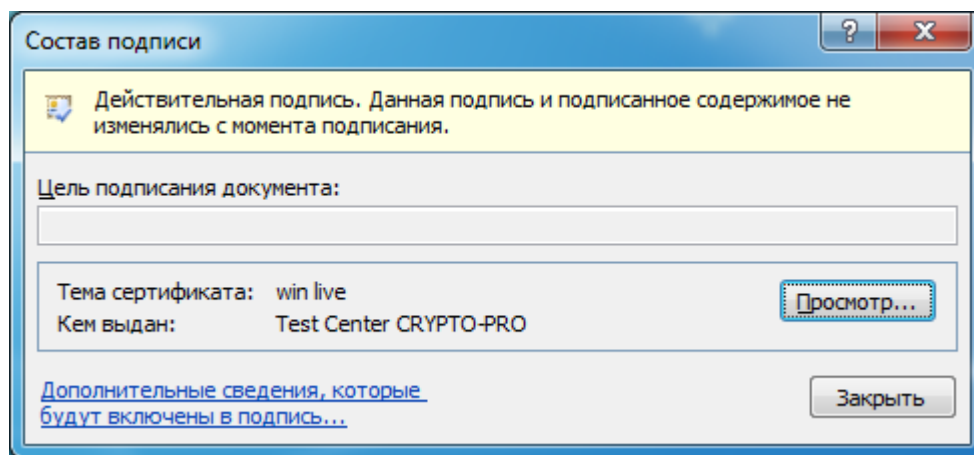 Состав подписи
?
Действительная подпись. Данная подпись и подписанное содержимое не
изменялись с момента подписания.
Цель подписания документа:
Тема сертификата: win live
Просмотр...
Кем выдан: Test Center CRYPTO-PRO
Дополнительные сведения, которые
будут включены в подпись...
Закрыть